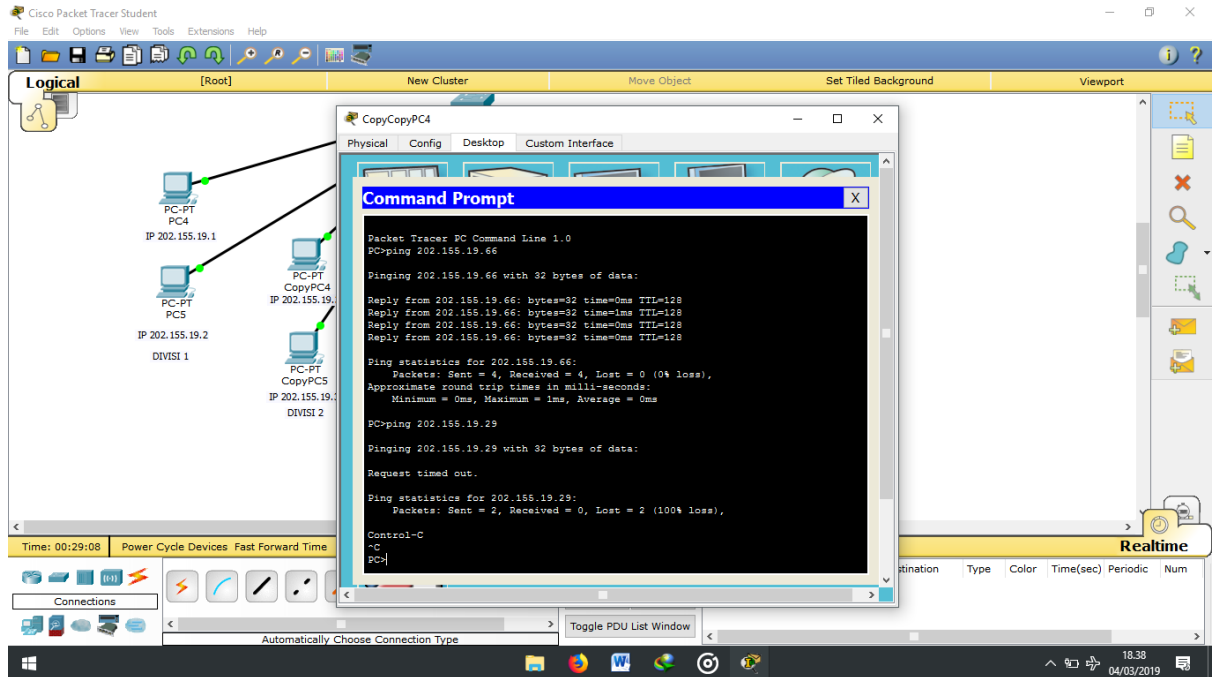 Cisco Packet Tracer Student
File Edit Options View Tools Extensions Help
Logical [Root] New Cluster Move Object Set Tiled Background Viewport
CopyCopyPC4
Physical Config Desktop Custom Interface
Command Prompt X
Packet Tracer PC Command Line 1.0
PC>ping 202.155.19.66
Pinging 202.155.19.66 with 32 bytes of data:
Reply from 202.155.19.66: bytes=32 time=0ms TTL=128
Reply from 202.155.19.66: bytes=32 time=1ms TTL=128
Reply from 202.155.19.66: bytes=32 time=0ms TTL=128
Reply from 202.155.19.66: bytes=32 time=0ms TTL=128
Ping statistics for 202.155.19.66:
Packets: Sent = 4, Received = 4, Lost = 0 (0% loss),
Approximate round trip times in milli-seconds:
Minimum = 0ms, Maximum = 1ms, Average = 0ms
PC>ping 202.155.19.29
Pinging 202.155.19.29 with 32 bytes of data:
Request timed out.
Ping statistics for 202.155.19.29:
Packets: Sent = 2, Received = 0, Lost = 2 (100% loss),
Control-C
^C
PC>
PC-PT
PC4
IP 202.155.19.1
PC-PT
CopyPC4
IP 202.155.19.
PC-PT
PC5
IP 202.155.19.2
DIVISI 1
PC-PT
CopyPC5
IP 202.155.19.
DIVISI 2
Time: 00:29:08 Power Cycle Devices Fast Forward Time Realtime
Connections
Automatically Choose Connection Type
Toggle PDU List Window
Type Color Time(sec) Periodic Num
18.38
04/03/2019